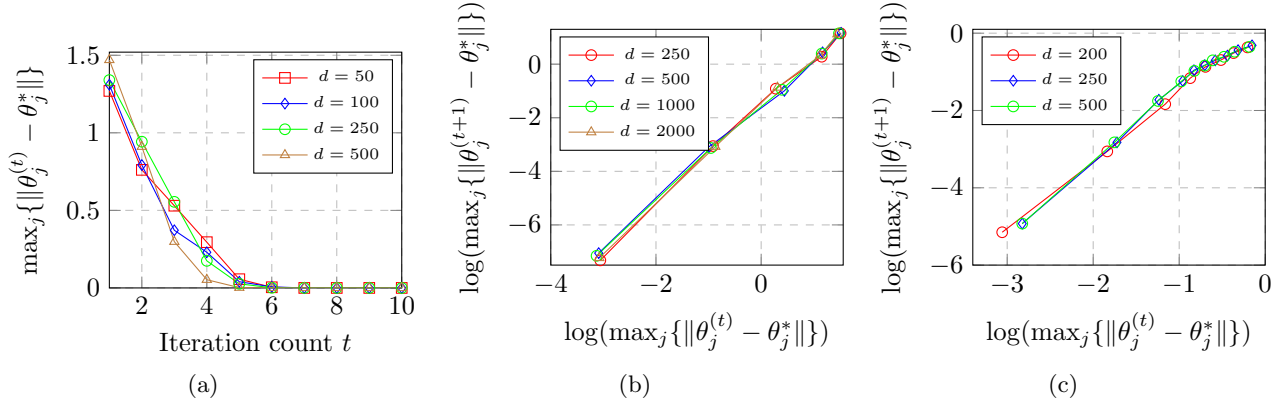 max_j{‖θ_j^{(t)} − θ_j^*‖}
1.5
1
0.5
0
2 4 6 8 10
d = 50
d = 100
d = 250
d = 500
Iteration count t
(a)
log(max_j{‖θ_j^{(t+1)} − θ_j^*‖})
0
−2
−4
−6
−4 −2 0
d = 250
d = 500
d = 1000
d = 2000
log(max_j{‖θ_j^{(t)} − θ_j^*‖})
(b)
log(max_j{‖θ_j^{(t+1)} − θ_j^*‖})
−0
−2
−4
−6
−3 −2 −1 −0
d = 200
d = 250
d = 500
log(max_j{‖θ_j^{(t)} − θ_j^*‖})
(c)